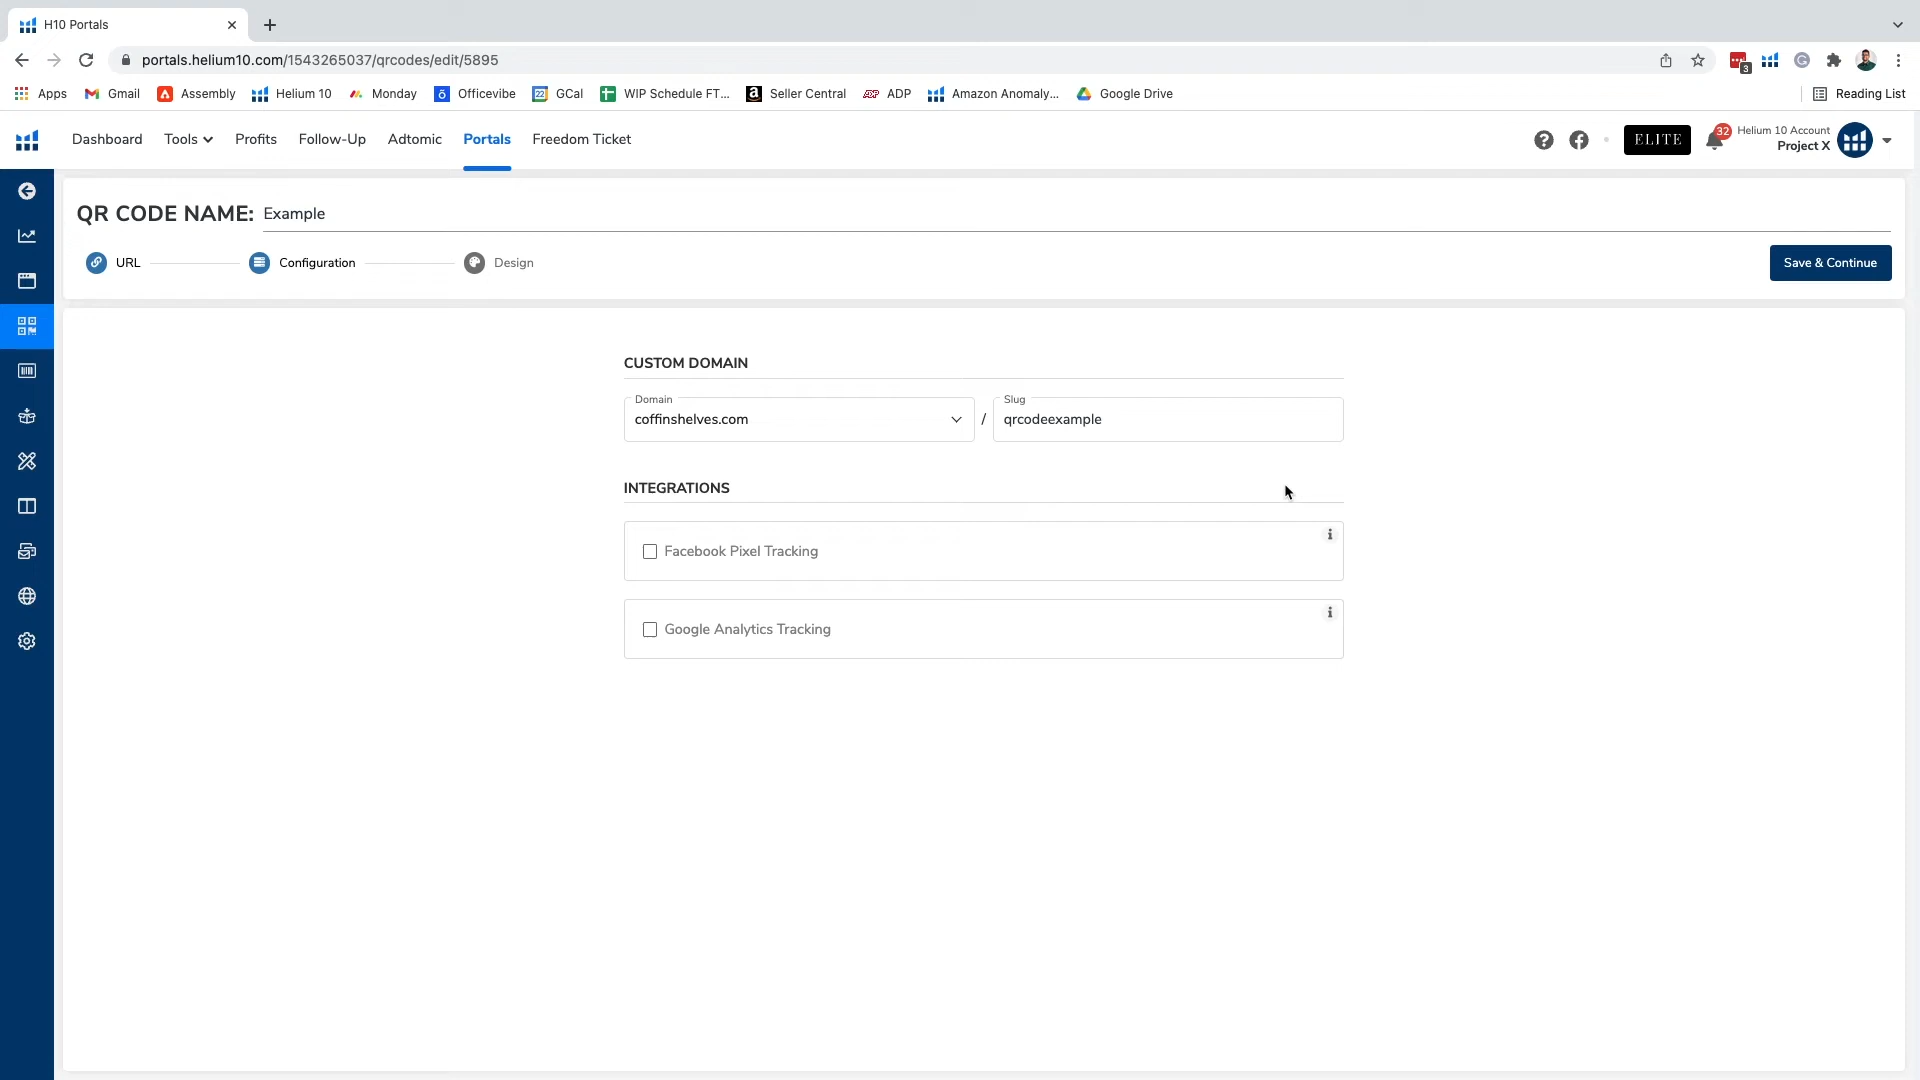 H10 Portals
portals.helium10.com/1543265037/qrcodes/edit/5895
3
Apps Gmail Assembly Helium 10 Monday Officevibe 22 GCal WIP Schedule FT... Seller Central ADP Amazon Anomaly... Google Drive Reading List
Dashboard Tools Profits Follow-Up Adtomic Portals Freedom Ticket ELITE 32 Helium 10 Account
Project X
QR CODE NAME: Example
URL Configuration Design Save & Continue
CUSTOM DOMAIN
Domain Slug
coffinshelves.com / qrcodeexample
INTEGRATIONS
Facebook Pixel Tracking
Google Analytics Tracking